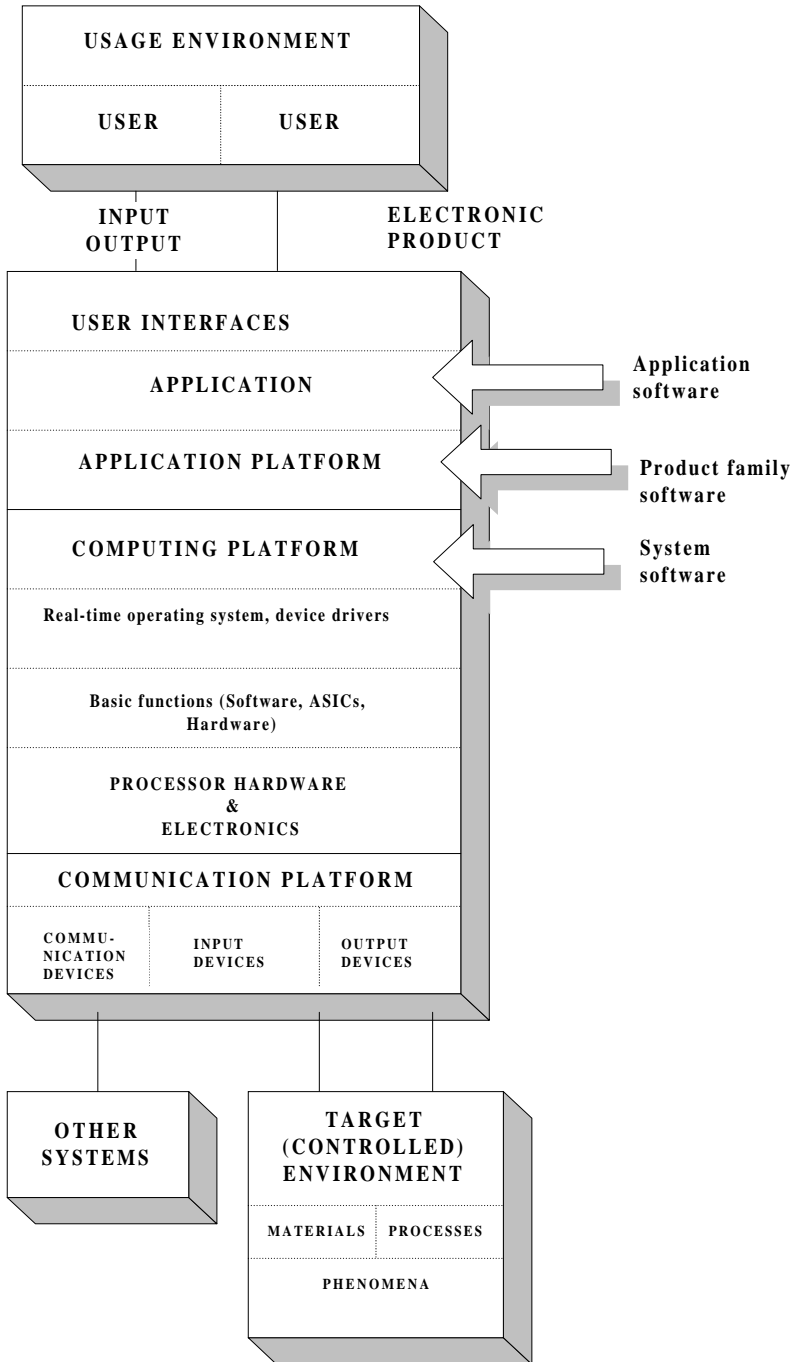 USAGE ENVIRONMENT
USER
USER
INPUT
OUTPUT
ELECTRONIC
PRODUCT
USER INTERFACES
APPLICATION
Application
software
APPLICATION PLATFORM
Product family
software
COMPUTING PLATFORM
System
software
Real-time operating system, device drivers
Basic functions (Software, ASICs,
Hardware)
PROCESSOR HARDWARE
&
ELECTRONICS
COMMUNICATION PLATFORM
COMMU-
NICATION
DEVICES
INPUT
DEVICES
OUTPUT
DEVICES
OTHER
SYSTEMS
TARGET
(CONTROLLED)
ENVIRONMENT
MATERIALS
PROCESSES
PHENOMENA